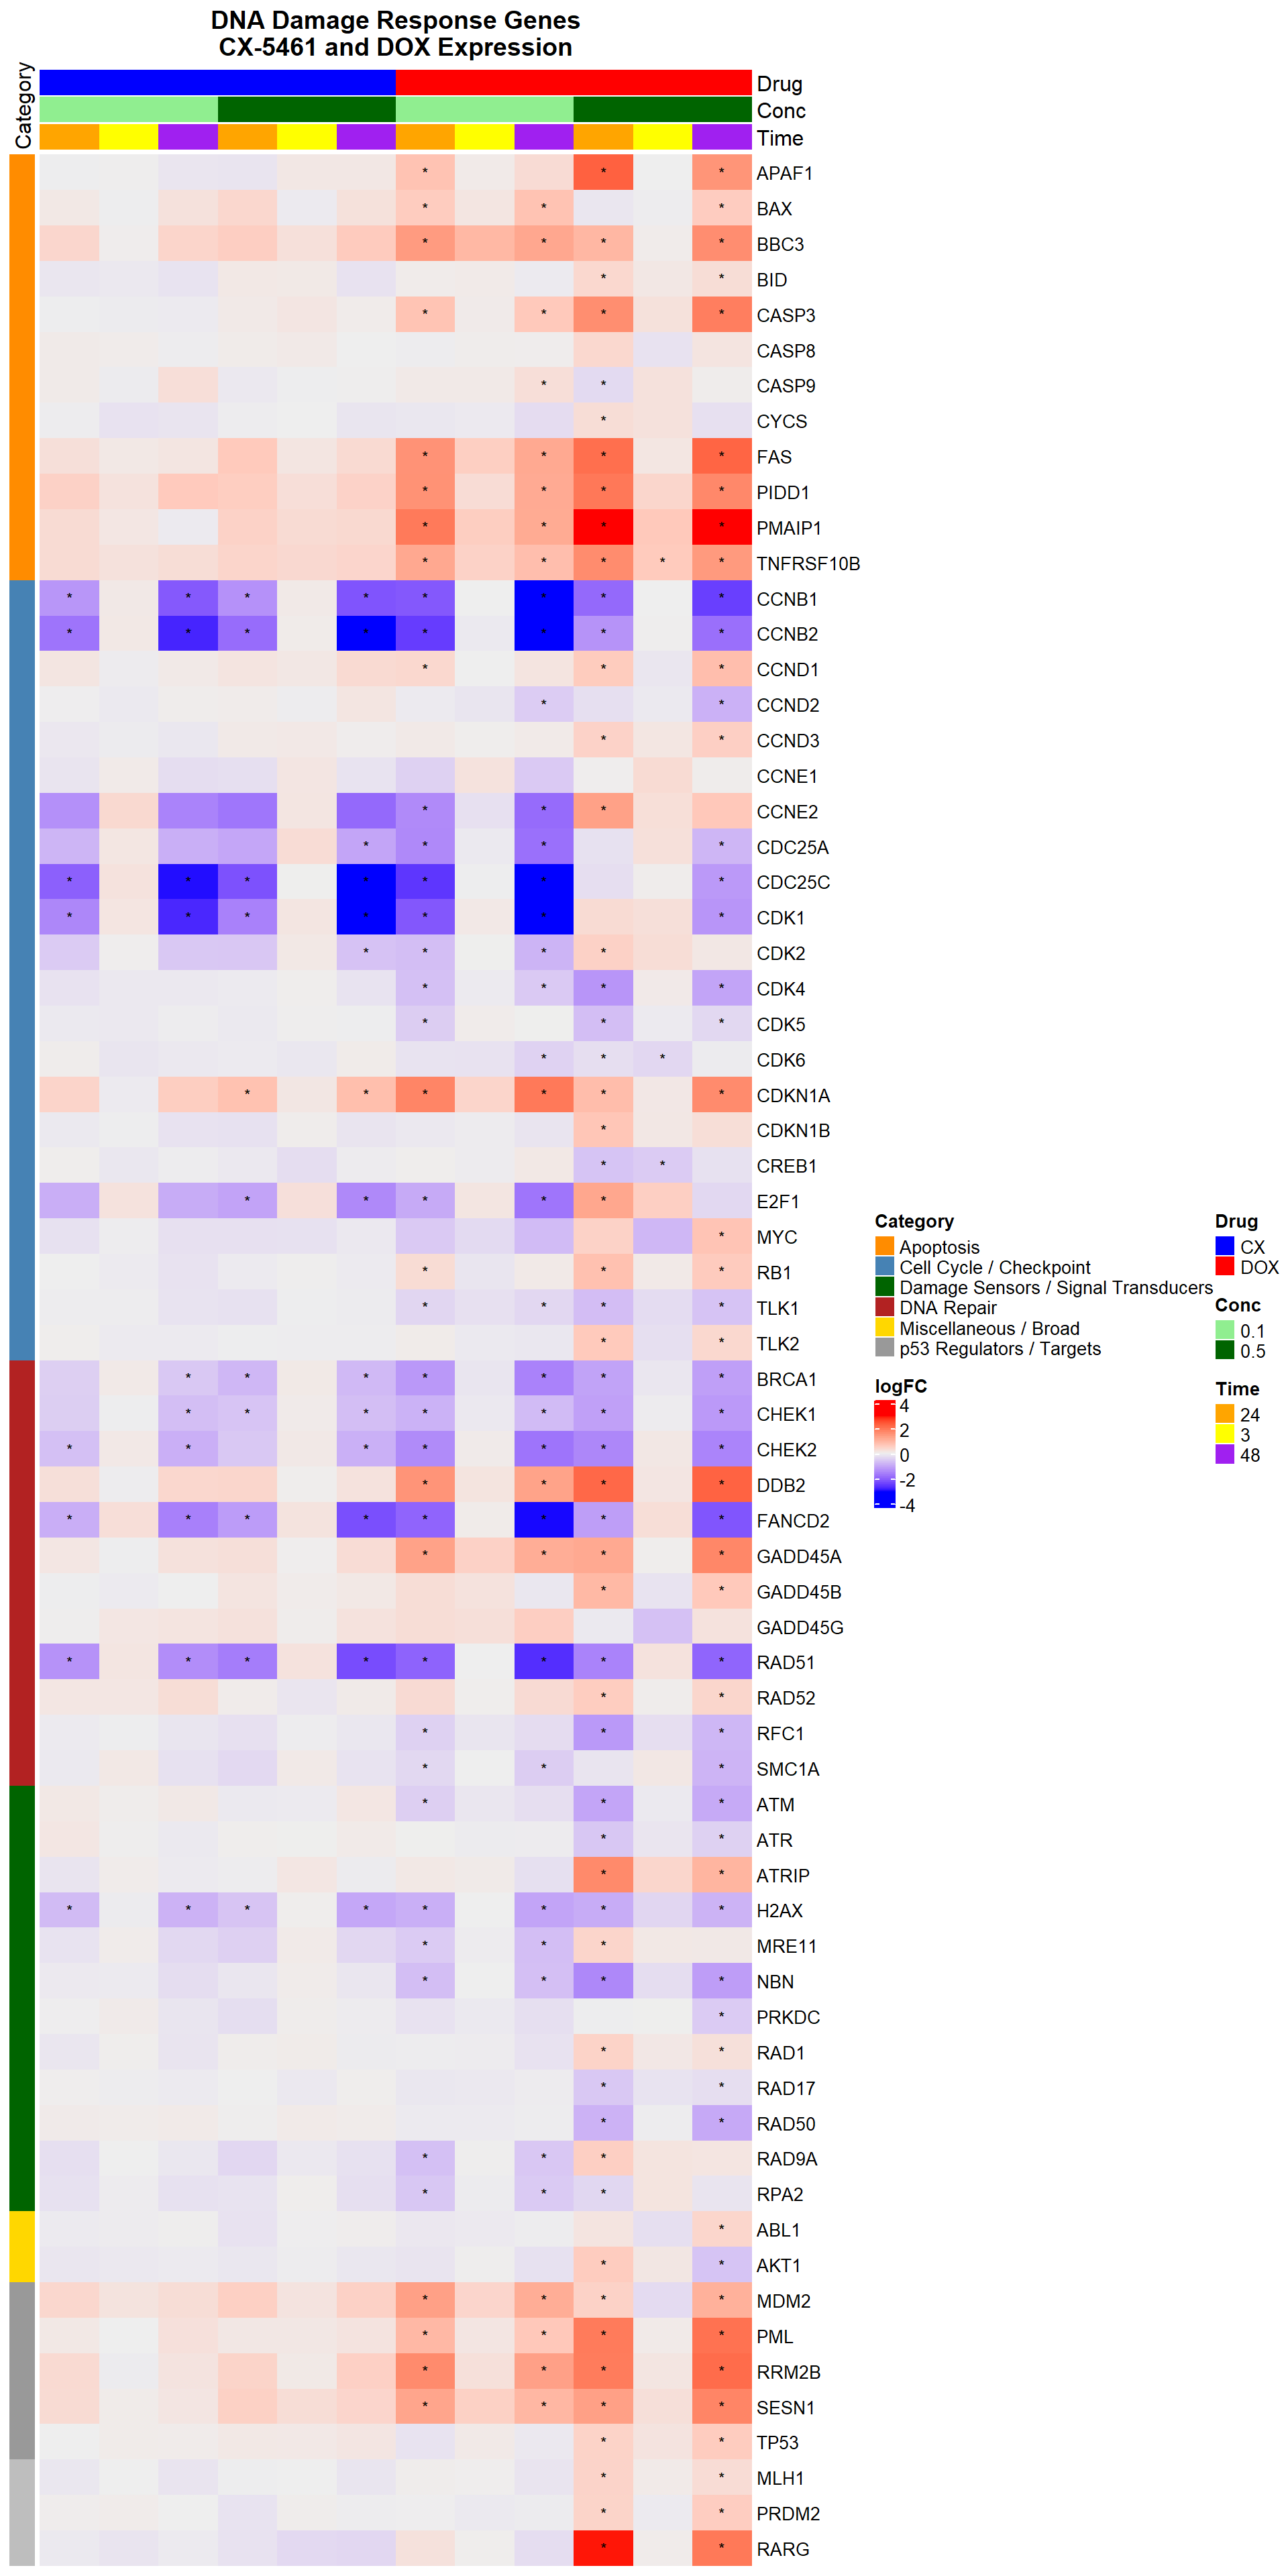 DNA Damage Response Genes
CX-5461 and DOX Expression
Category
Drug
Conc
Time
APAF1
BAX
BBC3
BID
CASP3
CASP8
CASP9
CYCS
FAS
PIDD1
PMAIP1
TNFRSF10B
CCNB1
CCNB2
CCND1
CCND2
CCND3
CCNE1
CCNE2
CDC25A
CDC25C
CDK1
CDK2
CDK4
CDK5
CDK6
CDKN1A
CDKN1B
CREB1
E2F1
MYC
RB1
TLK1
TLK2
BRCA1
CHEK1
CHEK2
DDB2
FANCD2
GADD45A
GADD45B
GADD45G
RAD51
RAD52
RFC1
SMC1A
ATM
ATR
ATRIP
H2AX
MRE11
NBN
PRKDC
RAD1
RAD17
RAD50
RAD9A
RPA2
ABL1
AKT1
MDM2
PML
RRM2B
SESN1
TP53
MLH1
PRDM2
RARG
Category
Apoptosis
Cell Cycle / Checkpoint
Damage Sensors / Signal Transducers
DNA Repair
Miscellaneous / Broad
p53 Regulators / Targets
logFC
4
2
0
-2
-4
Drug
CX
DOX
Conc
0.1
0.5
Time
24
3
48